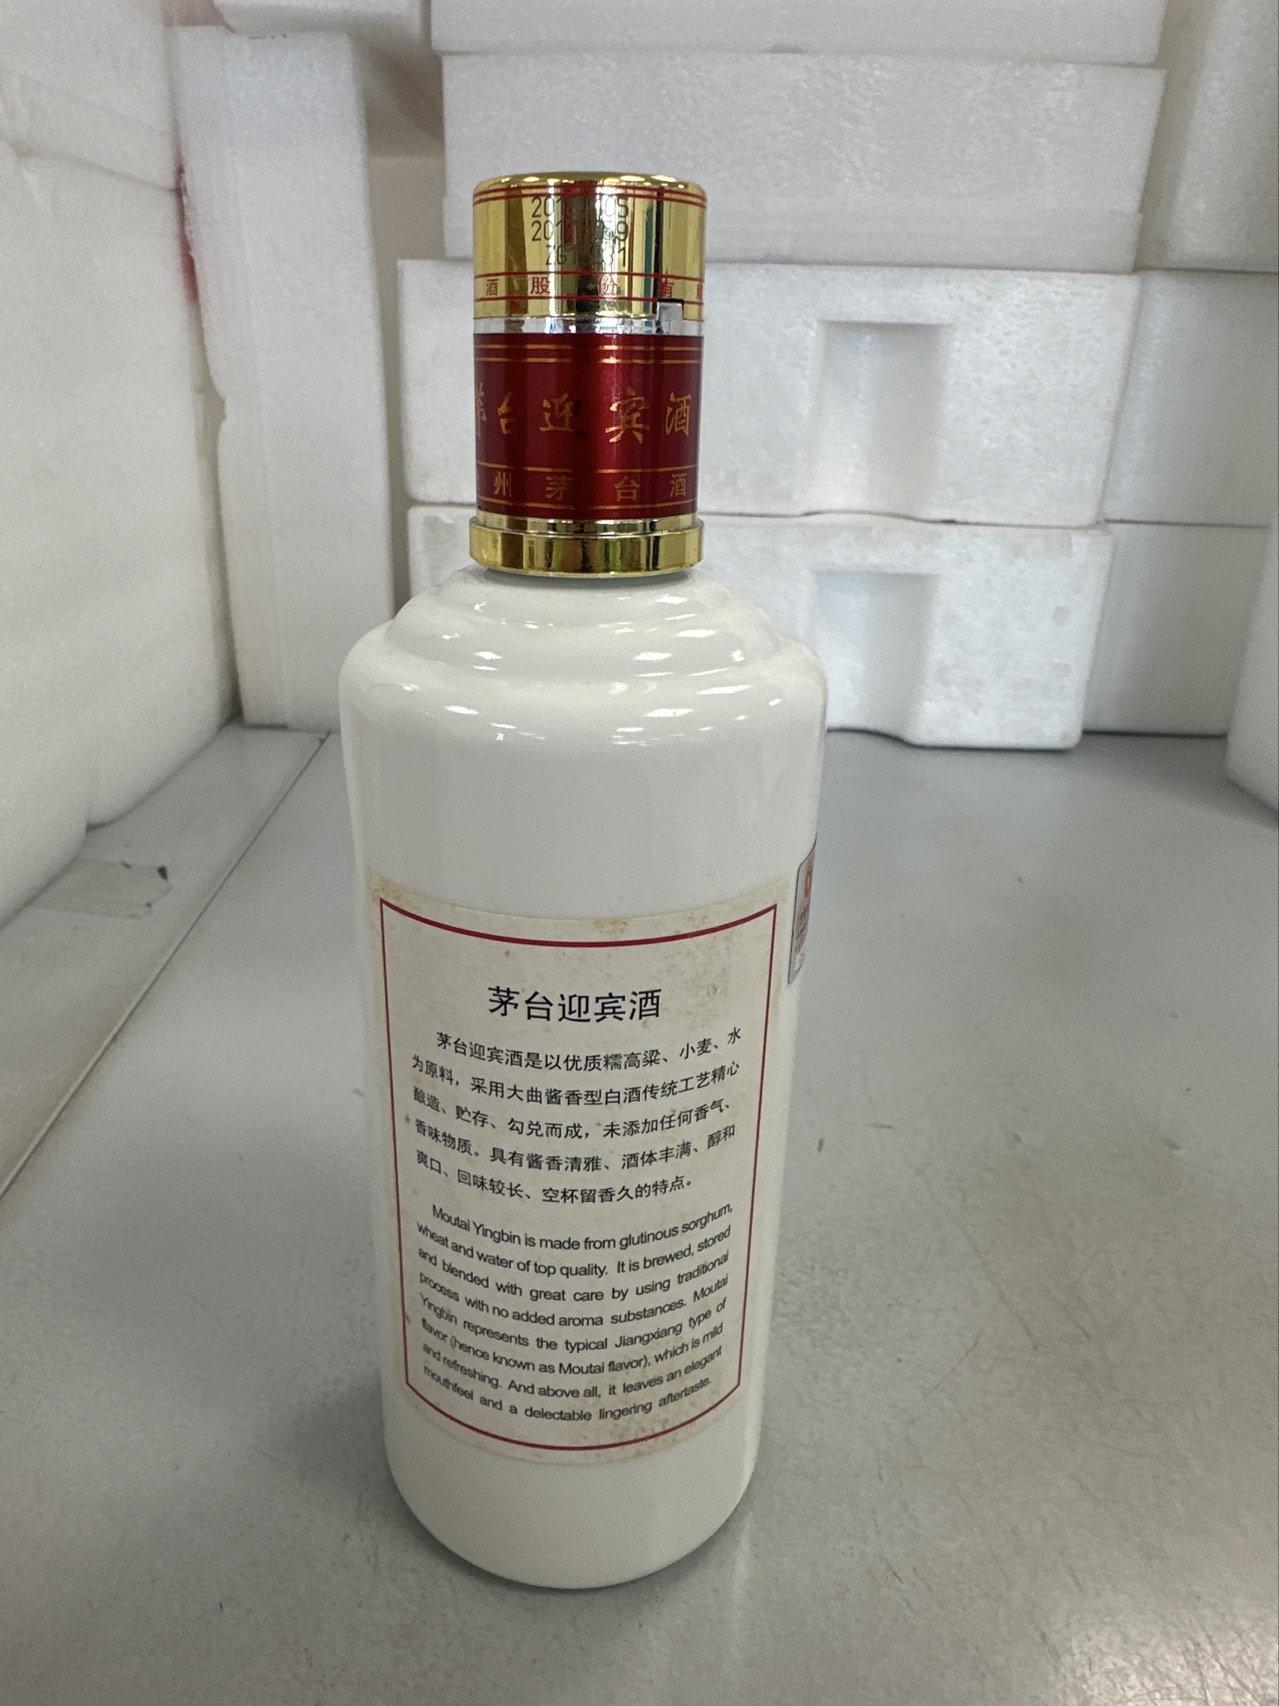 酒 股 份 有
茅台迎宾酒
州 茅 台 酒
茅台迎宾酒
茅台迎宾酒是以优质糯高粱、小麦、水
为原料，采用大曲酱香型白酒传统工艺精心
酿造、贮存、勾兑而成，未添加任何香气、
香味物质。具有酱香清雅、酒体丰满、醇和
爽口、回味较长、空杯留香久的特点。
Moutai Yingbin is made from glutinous sorghum,
wheat and water of top quality. It is brewed, stored
and blended with great care by using traditional
process with no added aroma substances. Moutai
Yingbin represents the typical Jiangxiang type of
flavor (hence known as Moutai flavor), which is mild
and refreshing. And above all, it leaves an elegant
mouthfeel and a delectable lingering aftertaste.